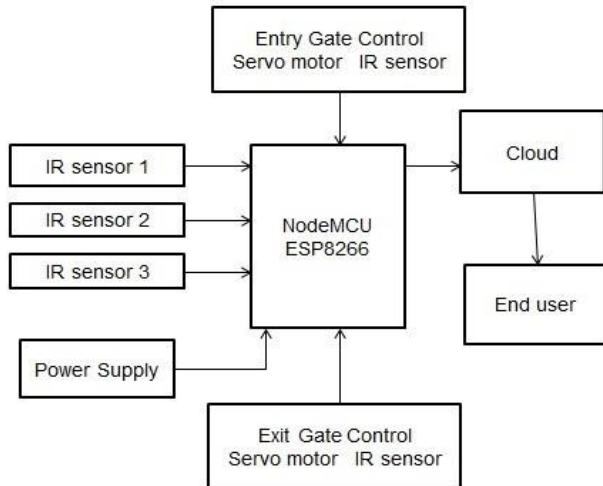 Entry Gate Control
Servo motor IR sensor
IR sensor 1
IR sensor 2
IR sensor 3
NodeMCU
ESP8266
Cloud
End user
Power Supply
Exit Gate Control
Servo motor IR sensor